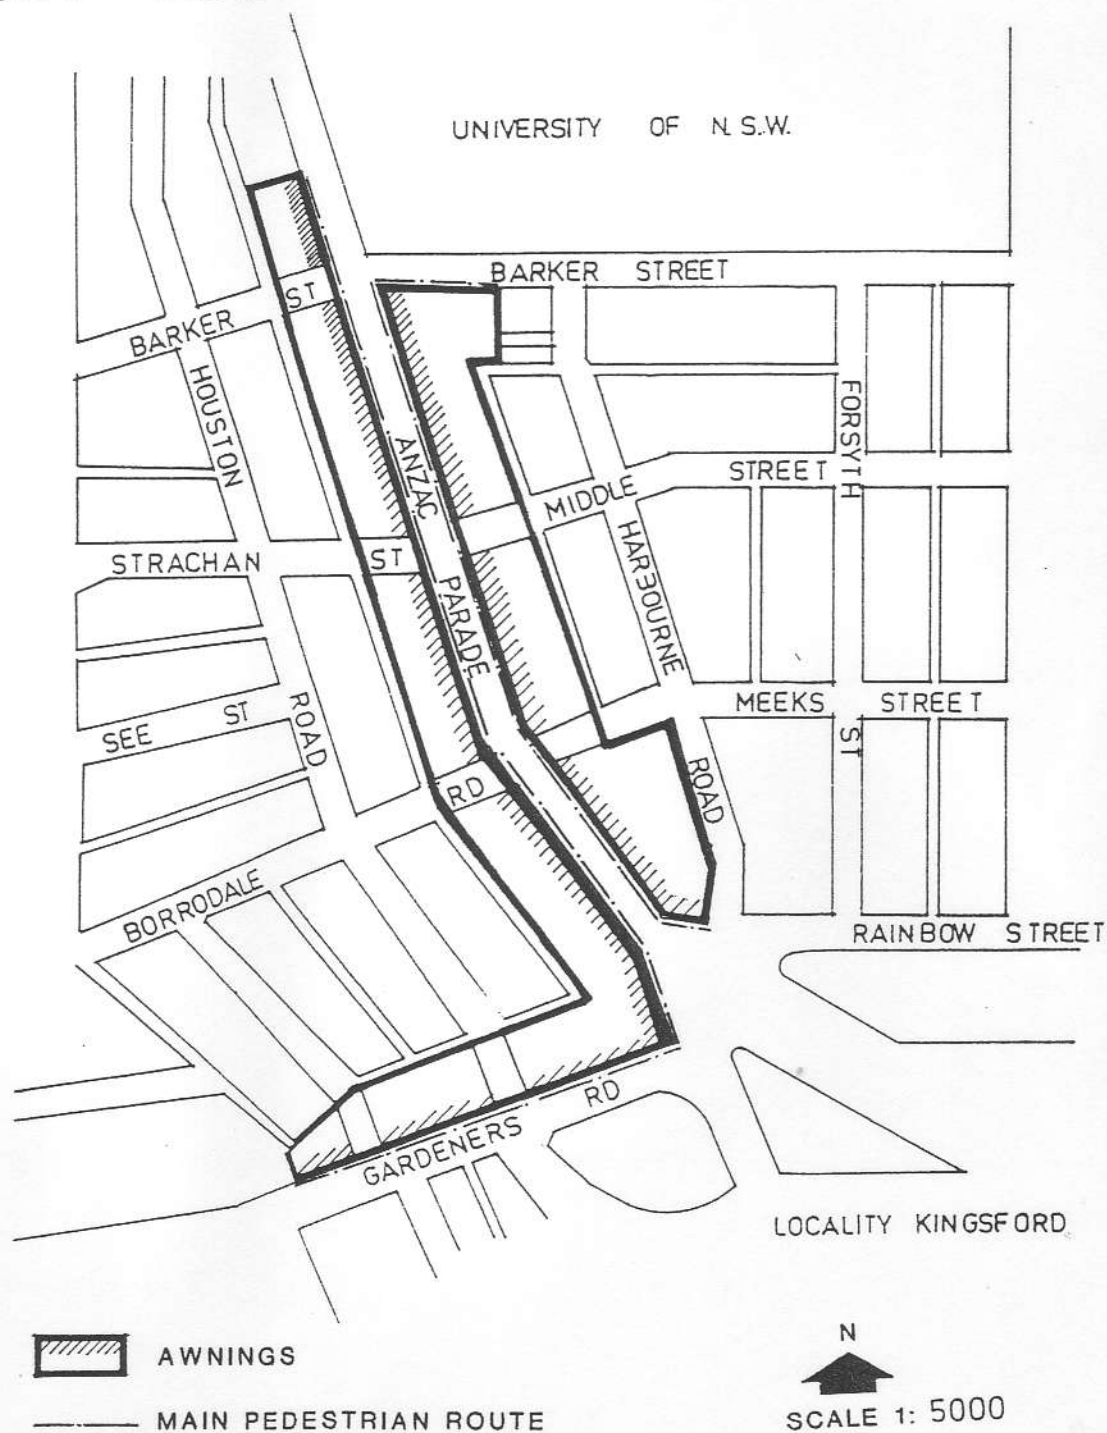 UNIVERSITY OF N.S.W.
BARKER STREET
BARKER ST
HOUSTON ROAD
ANZAC PARADE
FORSYTH ST
MIDDLE STREET
STRACHAN ST
HARBOURNE ROAD
MEEKS STREET
SEE ST
BORRODALE RD
RAINBOW STREET
GARDENERS RD
LOCALITY KINGSFORD
AWNINGS
MAIN PEDESTRIAN ROUTE
N
SCALE 1: 5000